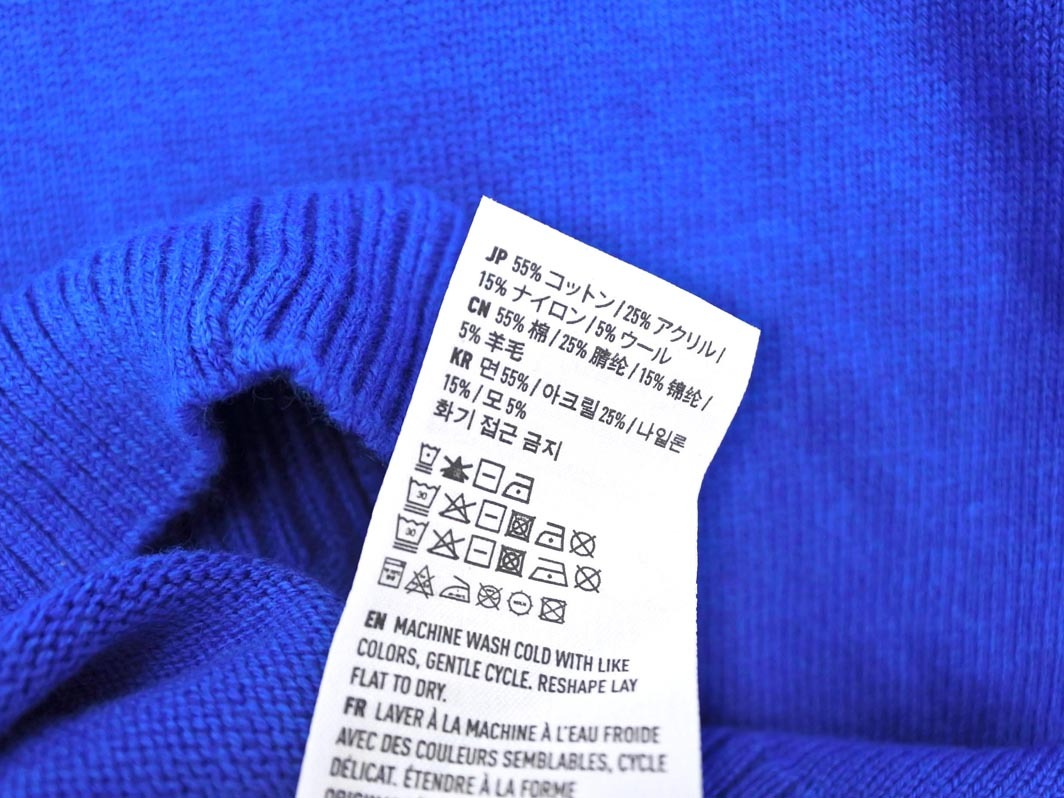 JP 55% コットン / 25% アクリル /
15% ナイロン / 5% ウール
CN 55% 棉 / 25% 腈纶 / 15% 锦纶 /
5% 羊毛
KR 면 55% / 아크릴 25% / 나일론
15% / 모 5%
화기 접근 금지
30
30
EN MACHINE WASH COLD WITH LIKE
COLORS, GENTLE CYCLE. RESHAPE LAY
FLAT TO DRY.
FR LAVER À LA MACHINE À L'EAU FROIDE
AVEC DES COULEURS SEMBLABLES, CYCLE
DÉLICAT. ÉTENDRE À LA FORME